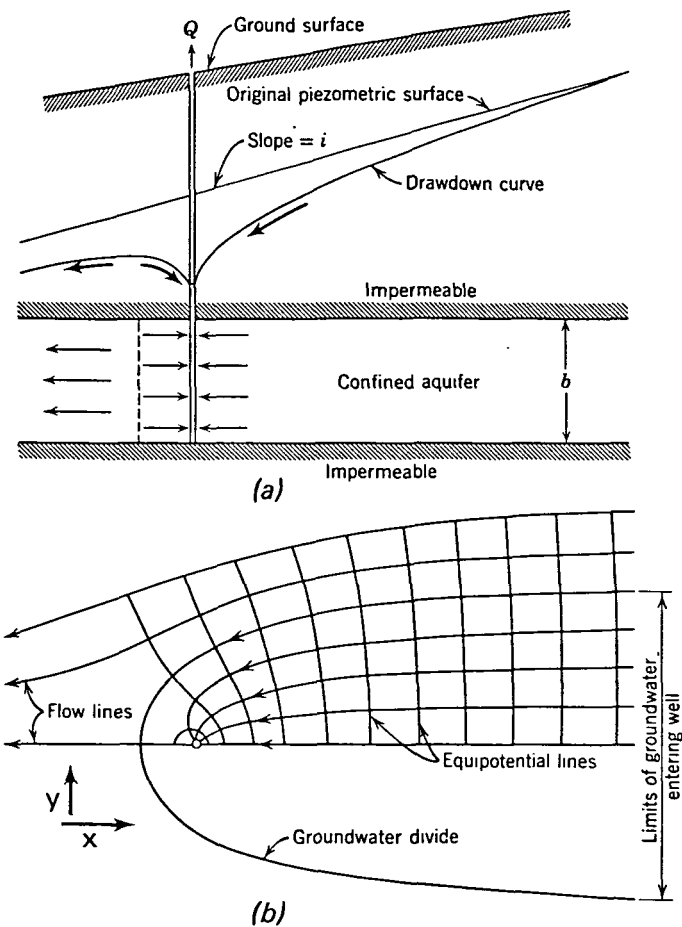 Q
Ground surface
Original piezometric surface
Slope = i
Drawdown curve
Impermeable
Confined aquifer
b
Impermeable
(a)
Flow lines
Equipotential lines
Limits of groundwater
entering well
y
x
Groundwater divide
(b)